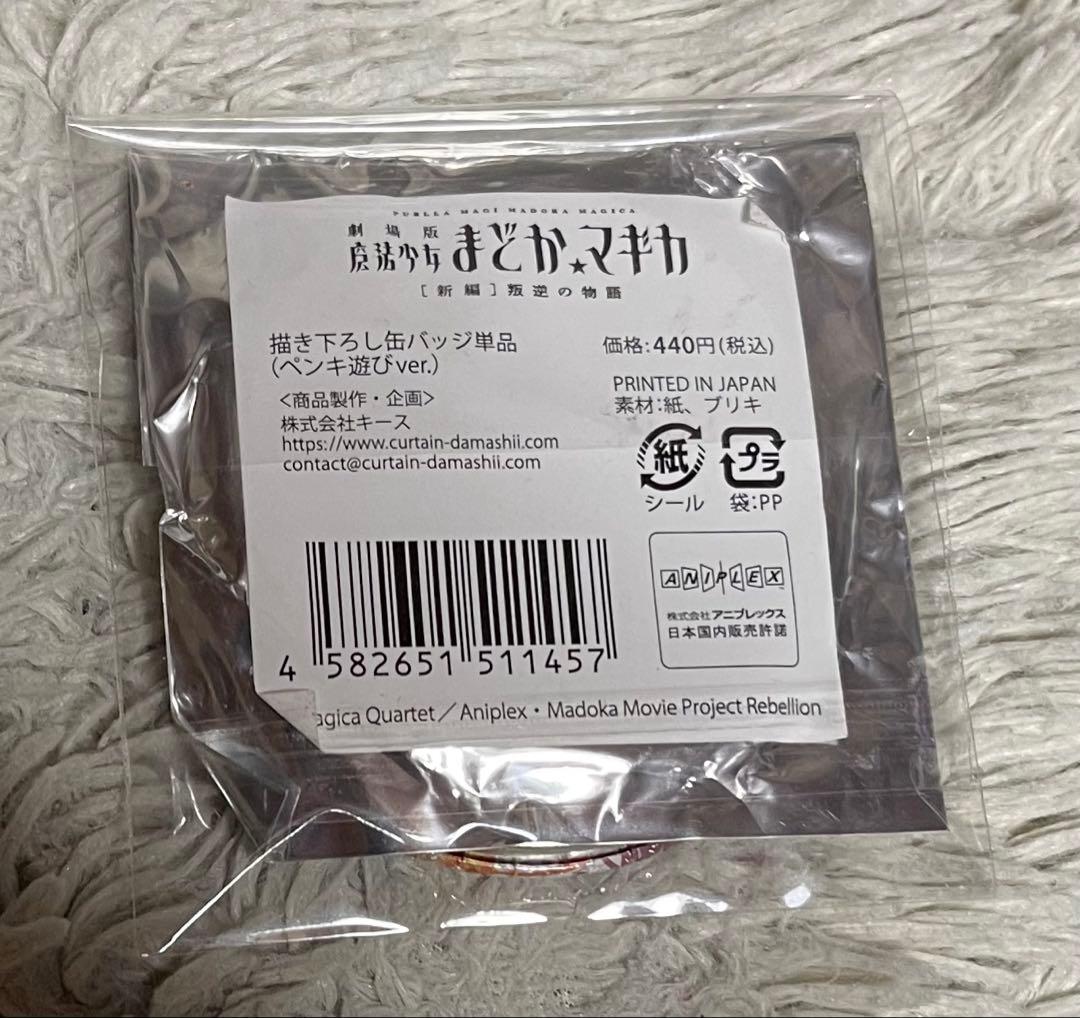 PUELLA MAGI MADOKA MAGICA
劇場版
魔法少女まどか★マギカ
［新編］叛逆の物語
描き下ろし缶バッジ単品
(ペンキ遊びver.)
価格:440円(税込)
<商品製作・企画>
株式会社キース
https://www.curtain-damashii.com
contact@curtain-damashii.com
PRINTED IN JAPAN
素材:紙、ブリキ
紙
プラ
シール
袋:PP
4 582651 511457
ANIPLEX
株式会社アニプレックス
日本国内販売許諾
agica Quartet／Aniplex・Madoka Movie Project Rebellion